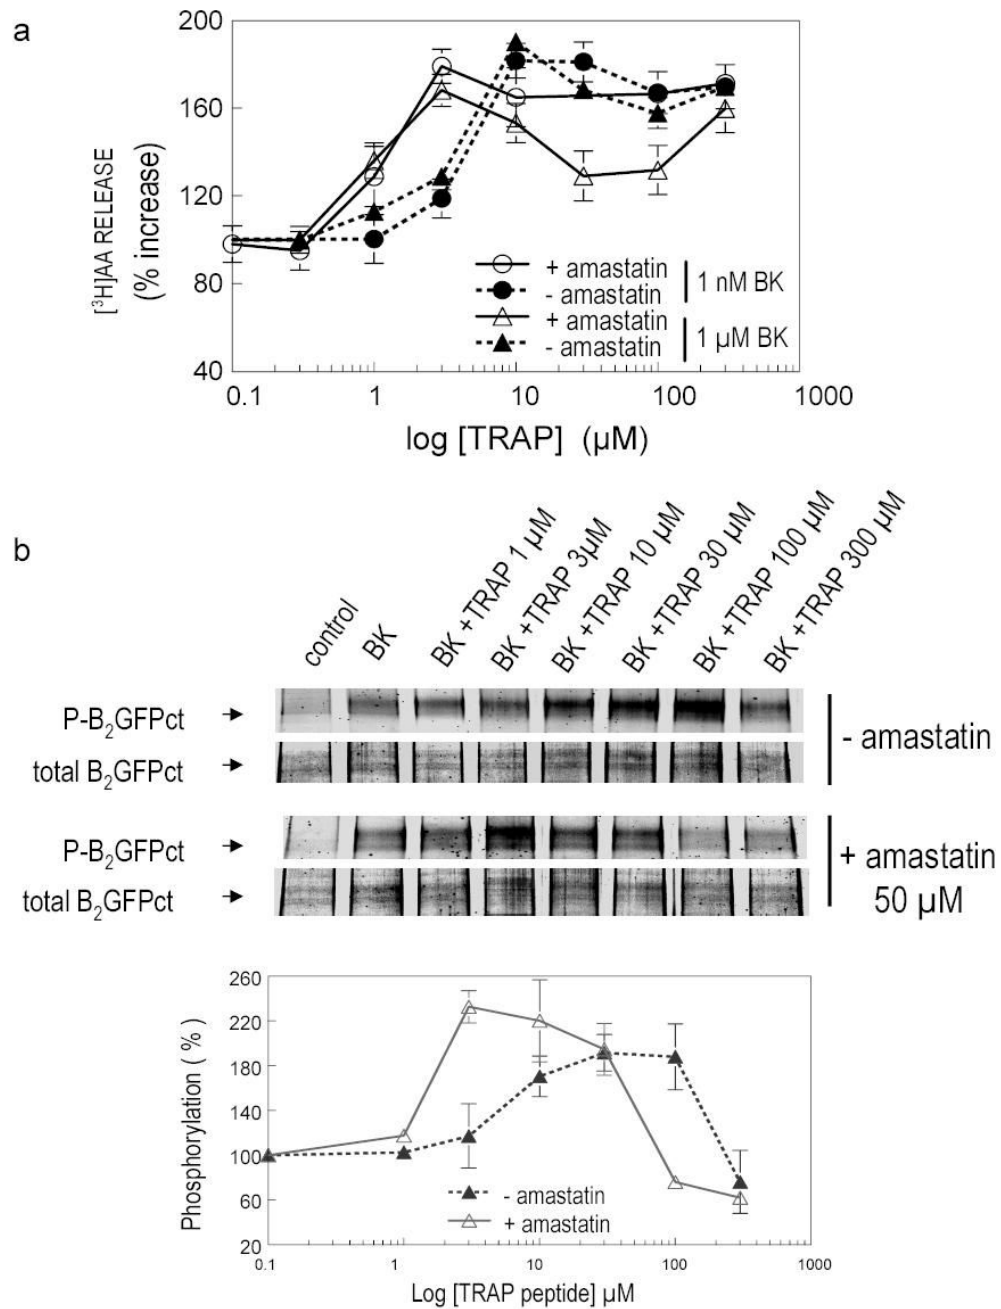 a
200
160
120
80
40
[³H]AA RELEASE
(% increase)
+ amastatin
- amastatin
1 nM BK
+ amastatin
- amastatin
1 µM BK
0.1 1 10 100 1000
log [TRAP] (µM)
b
control
BK
BK +TRAP 1 µM
BK +TRAP 3µM
BK +TRAP 10 µM
BK +TRAP 30 µM
BK +TRAP 100 µM
BK +TRAP 300 µM
P-B₂GFPct
total B₂GFPct
- amastatin
P-B₂GFPct
total B₂GFPct
+ amastatin
50 µM
260
220
180
140
100
60
20
Phosphorylation ( % )
- amastatin
+ amastatin
0.1 1 10 100 1000
Log [TRAP peptide] µM